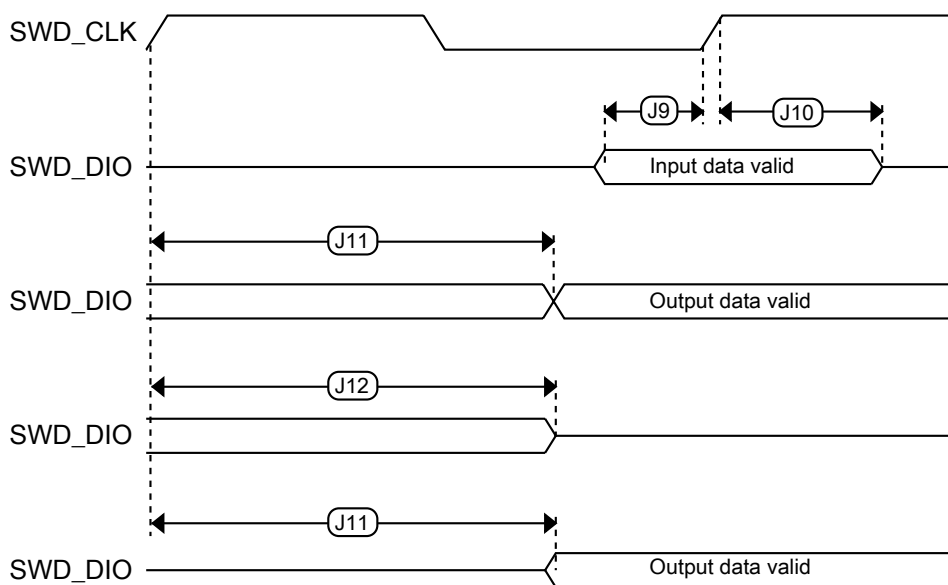 SWD_CLK
J9
J10
SWD_DIO
Input data valid
J11
SWD_DIO
Output data valid
J12
SWD_DIO
J11
SWD_DIO
Output data valid